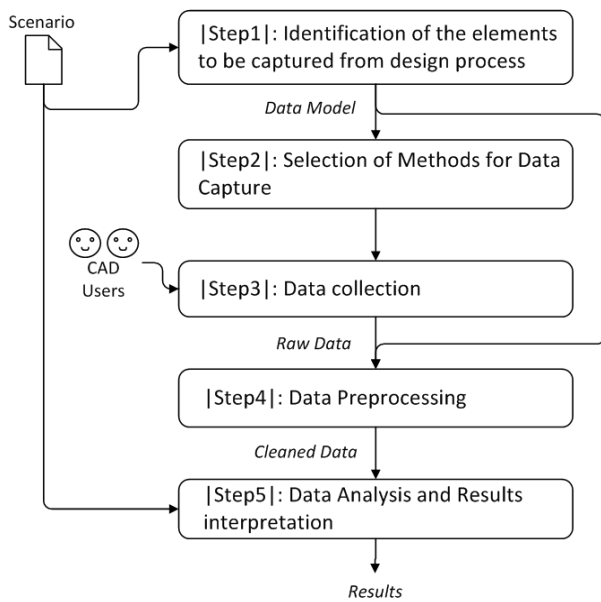 Scenario
|Step1|: Identification of the elements
to be captured from design process
Data Model
|Step2|: Selection of Methods for Data
Capture
CAD
Users
|Step3|: Data collection
Raw Data
|Step4|: Data Preprocessing
Cleaned Data
|Step5|: Data Analysis and Results
interpretation
Results